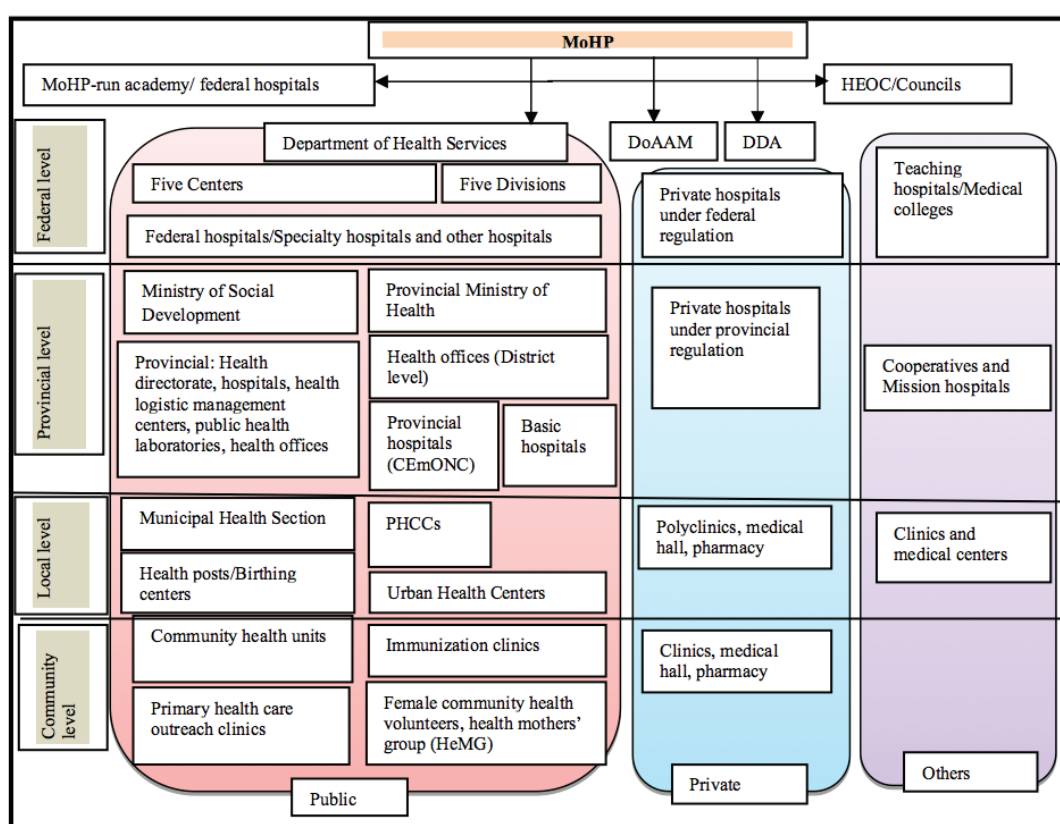 MoHP
MoHP-run academy/ federal hospitals
HEOC/Councils
Federal level
Department of Health Services
DoAAM
DDA
Five Centers
Five Divisions
Federal hospitals/Specialty hospitals and other hospitals
Private hospitals
under federal
regulation
Teaching
hospitals/Medical
colleges
Provincial level
Ministry of Social
Development
Provincial Ministry of
Health
Provincial: Health
directorate, hospitals, health
logistic management
centers, public health
laboratories, health offices
Health offices (District
level)
Provincial
hospitals
(CEmONC)
Basic
hospitals
Private hospitals
under provincial
regulation
Cooperatives and
Mission hospitals
Local level
Municipal Health Section
PHCCs
Health posts/Birthing
centers
Urban Health Centers
Polyclinics, medical
hall, pharmacy
Clinics and
medical centers
Community
level
Community health units
Immunization clinics
Primary health care
outreach clinics
Female community health
volunteers, health mothers’
group (HeMG)
Clinics, medical
hall, pharmacy
Public
Private
Others